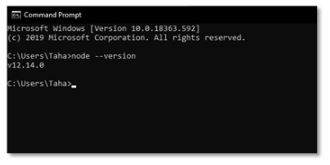 Command Prompt
Microsoft Windows [Version 10.0.18363.592]
(c) 2019 Microsoft Corporation. All rights reserved.
C:\Users\Taha>node --version
v12.14.0
C:\Users\Taha>